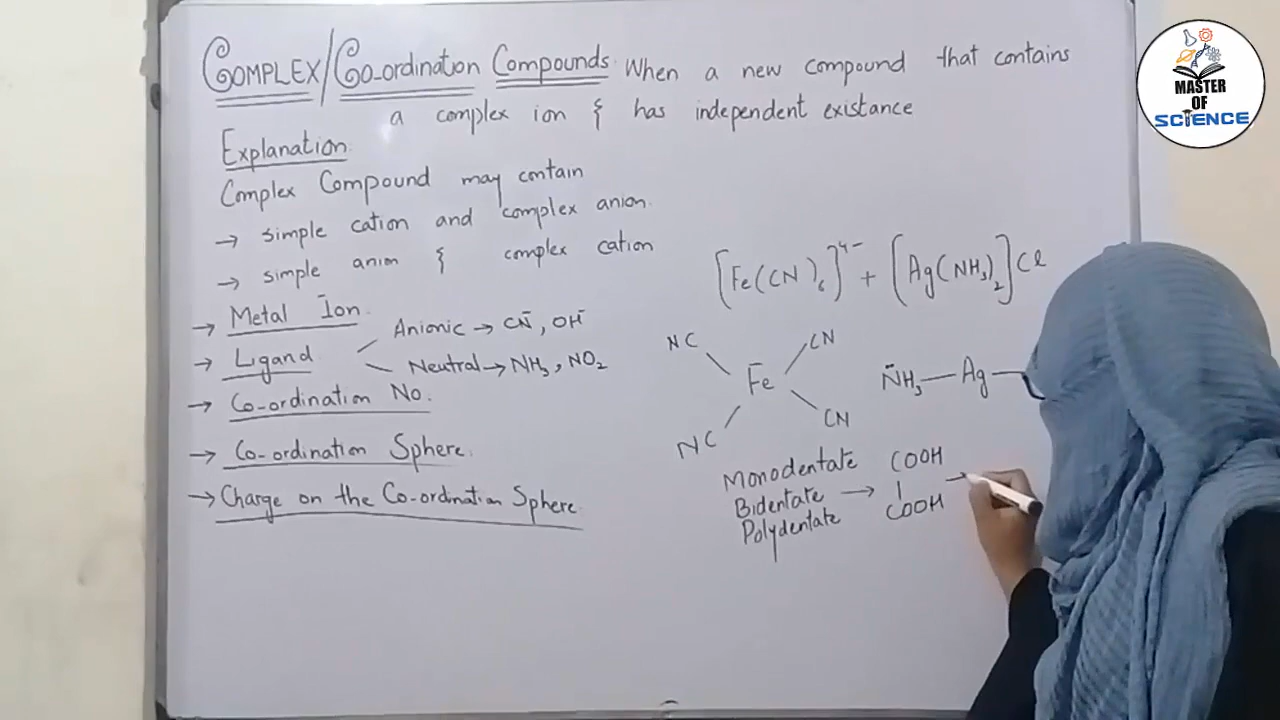 COMPLEX/Co-ordination Compounds. When a new compound that contains
a complex ion & has independent existance
Explanation
Complex Compound may contain
→ simple cation and complex anion.
→ simple anion & complex cation
→ Metal Ion.
→ Ligand
Anionic → CN⁻, OH⁻
Neutral → NH₃, NO₂
→ Co-ordination No.
→ Co-ordination Sphere.
→ Charge on the Co-ordination Sphere.
[Fe(CN)₆]⁴⁻ + [Ag(NH₃)₂]Cl
NC CN
Fe
NC CN
N̈H₃—Ag—
Monodentate
Bidentate →
Polydentate
COOH
|
COOH
→
MASTER
OF
SCIENCE